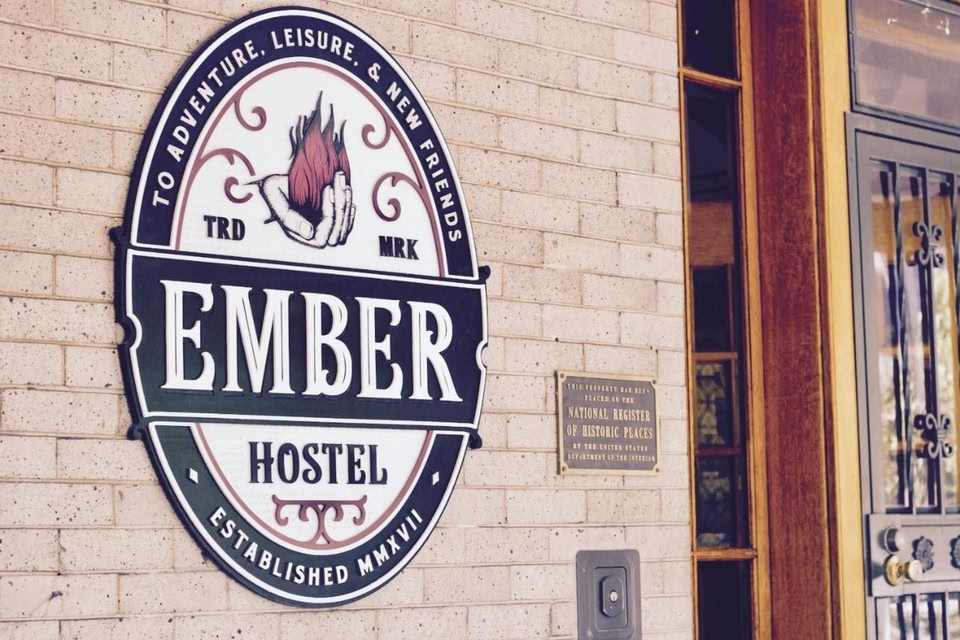 TO ADVENTURE, LEISURE, & NEW FRIENDS
TRD MRK
EMBER
HOSTEL
ESTABLISHED MMXVII
THIS PROPERTY HAS BEEN
PLACED ON THE
NATIONAL REGISTER
OF HISTORIC PLACES
BY THE UNITED STATES
DEPARTMENT OF THE INTERIOR